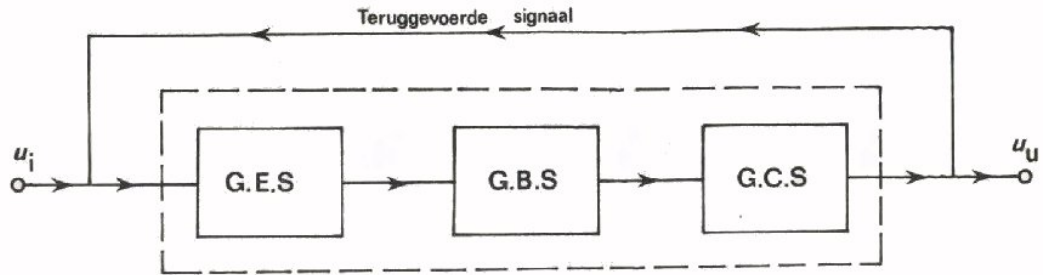 Teruggevoerde signaal
u_i
G.E.S
G.B.S
G.C.S
u_u